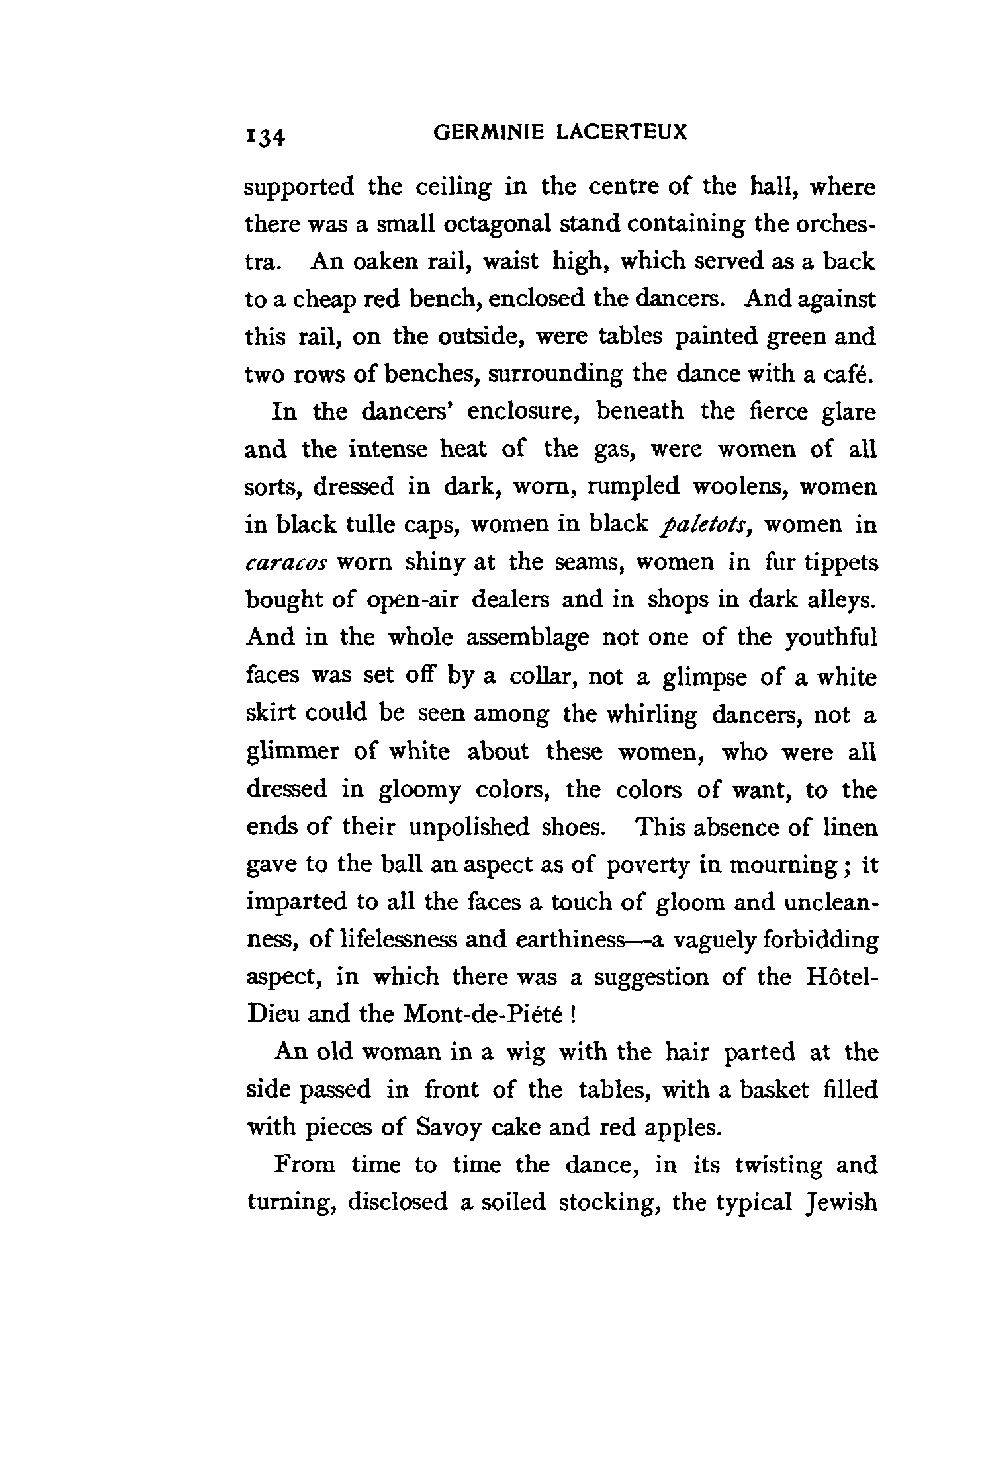 134 GERMINIE LACERTEUX
supported the ceiling in the centre of the hall, where
there was a small octagonal stand containing the orches-
tra. An oaken rail, waist high, which served as a back
to a cheap red bench, enclosed the dancers. And against
this rail, on the outside, were tables painted green and
two rows of benches, surrounding the dance with a café.
In the dancers' enclosure, beneath the fierce glare
and the intense heat of the gas, were women of all
sorts, dressed in dark, worn, rumpled woolens, women
in black tulle caps, women in black paletots, women in
caracos worn shiny at the seams, women in fur tippets
bought of open-air dealers and in shops in dark alleys.
And in the whole assemblage not one of the youthful
faces was set off by a collar, not a glimpse of a white
skirt could be seen among the whirling dancers, not a
glimmer of white about these women, who were all
dressed in gloomy colors, the colors of want, to the
ends of their unpolished shoes. This absence of linen
gave to the ball an aspect as of poverty in mourning; it
imparted to all the faces a touch of gloom and unclean-
ness, of lifelessness and earthiness—a vaguely forbidding
aspect, in which there was a suggestion of the Hôtel-
Dieu and the Mont-de-Piété !
An old woman in a wig with the hair parted at the
side passed in front of the tables, with a basket filled
with pieces of Savoy cake and red apples.
From time to time the dance, in its twisting and
turning, disclosed a soiled stocking, the typical Jewish